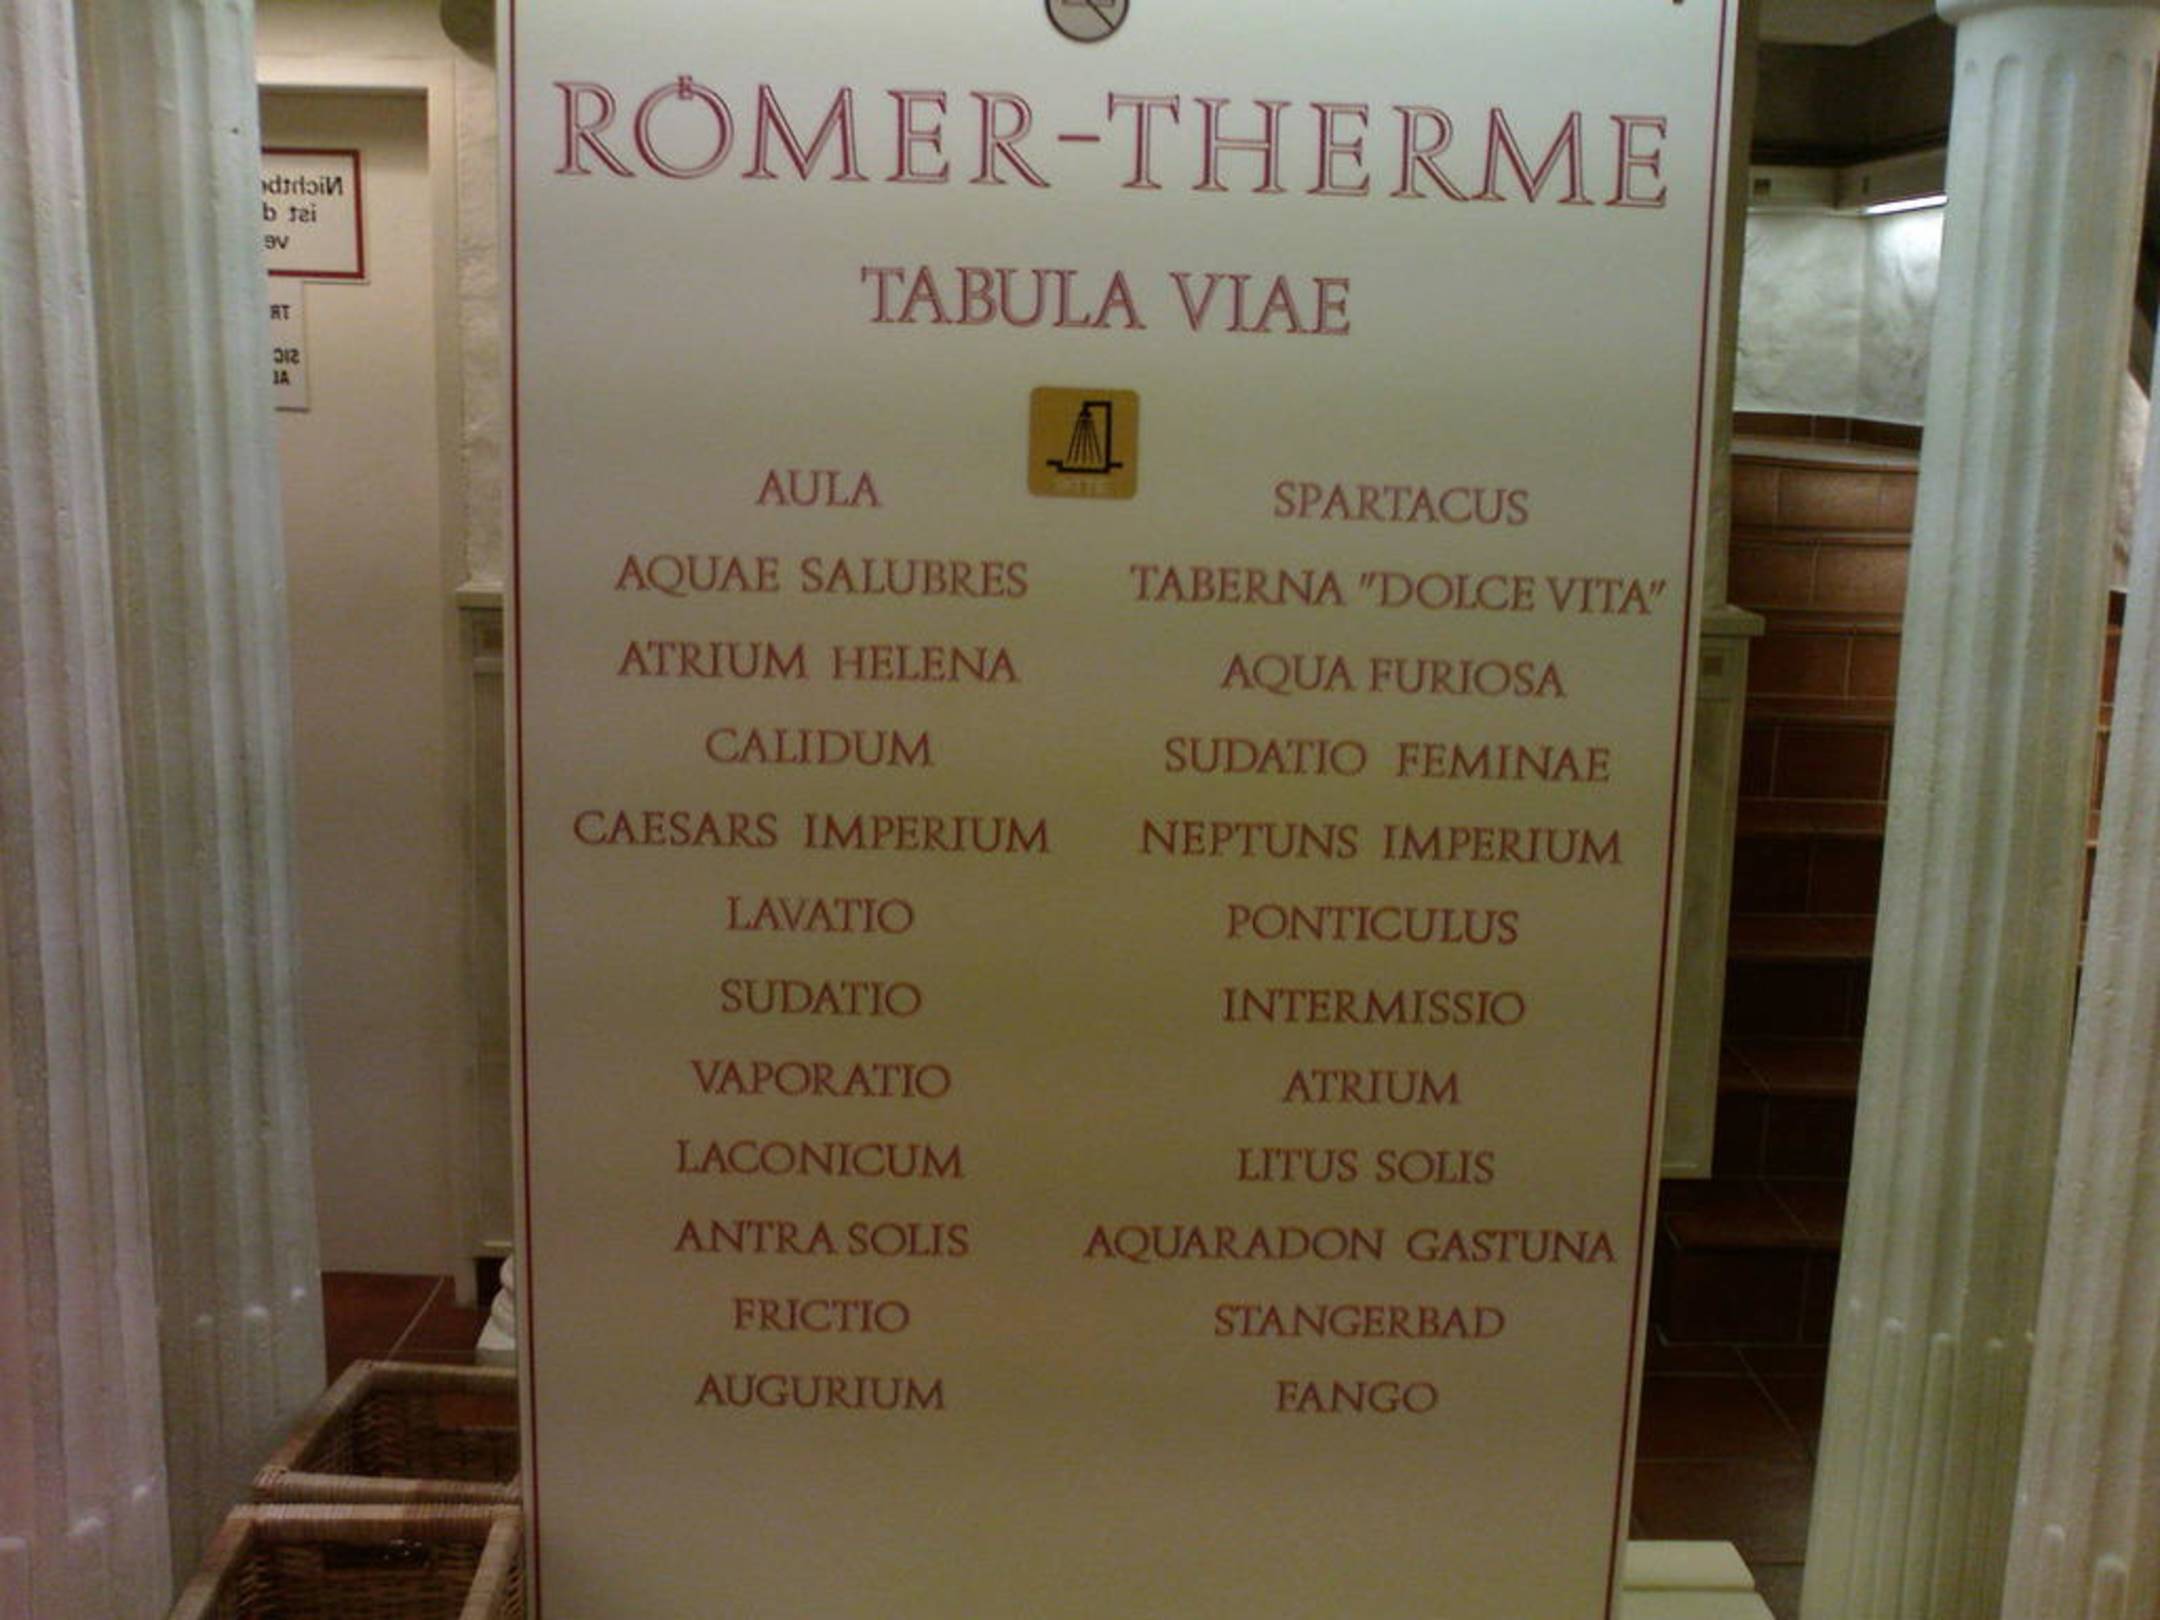 RÖMER-THERME
TABULA VIAE
AULA
AQUAE SALUBRES
ATRIUM HELENA
CALIDUM
CAESARS IMPERIUM
LAVATIO
SUDATIO
VAPORATIO
LACONICUM
ANTRA SOLIS
FRICTIO
AUGURIUM
SPARTACUS
TABERNA "DOLCE VITA"
AQUA FURIOSA
SUDATIO FEMINAE
NEPTUNS IMPERIUM
PONTICULUS
INTERMISSIO
ATRIUM
LITUS SOLIS
AQUARADON GASTUNA
STANGERBAD
FANGO
ist